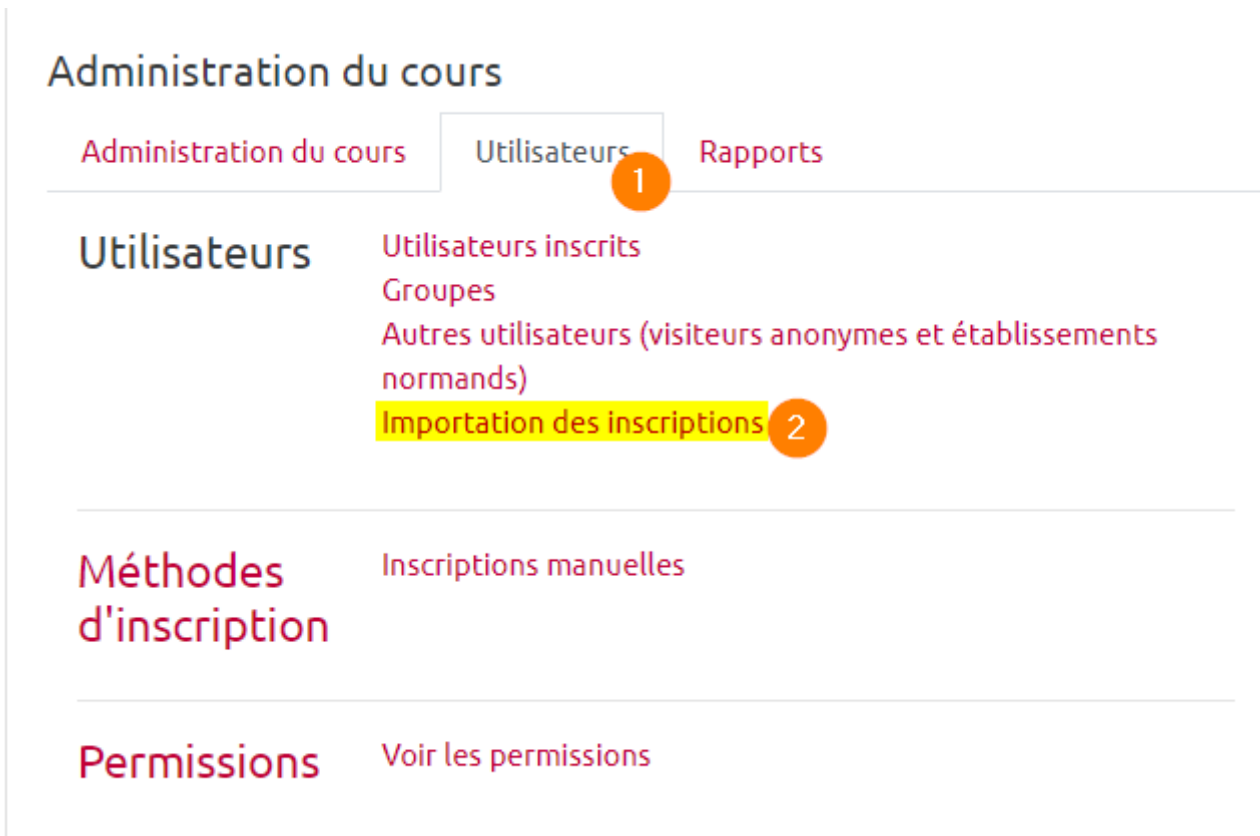 Administration du cours
Administration du cours Utilisateurs Rapports
1
Utilisateurs Utilisateurs inscrits
Groupes
Autres utilisateurs (visiteurs anonymes et établissements
normands)
Importation des inscriptions 2
Méthodes Inscriptions manuelles
d'inscription
Permissions Voir les permissions